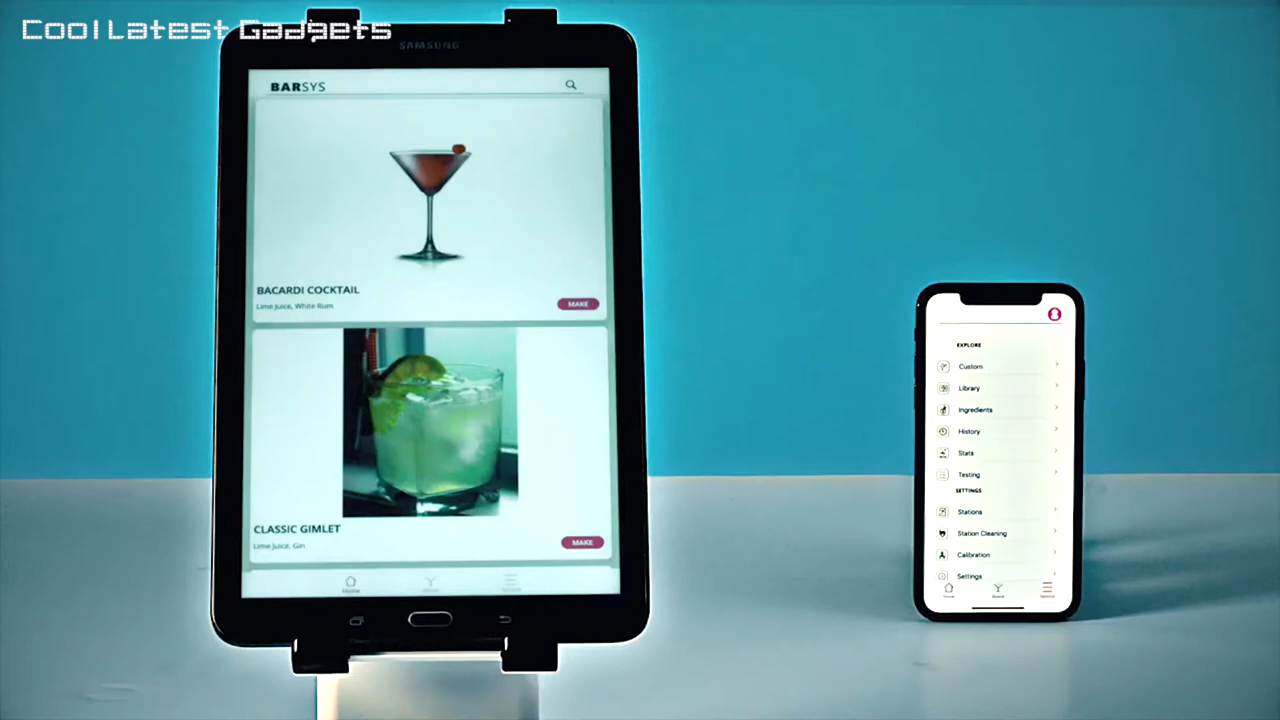 Cool Latest Gadgets
SAMSUNG
BARSYS
BACARDI COCKTAIL
Lime Juice, White Rum
MAKE
CLASSIC GIMLET
Lime Juice, Gin
MAKE
Home
EXPLORE
Custom
Library
Ingredients
History
Stats
Testing
SETTINGS
Stations
Station Cleaning
Calibration
Settings